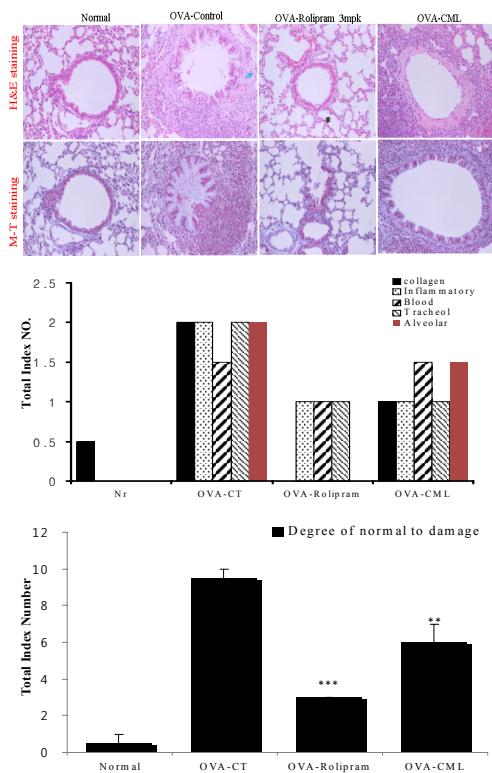 Normal OVA-Control OVA-Rolipram 3mpk OVA-CML
H&E staining
M-T staining
collagen
Inflammatory
Blood
Tracheol
Alveolar
Total Index NO.
2.5
2
1.5
1
0.5
0
Nr OVA-CT OVA-Rolipram OVA-CML
Degree of normal to damage
Total Index Number
12
10
8
6
4
2
0
***
**
Normal OVA-CT OVA-Rolipram OVA-CML